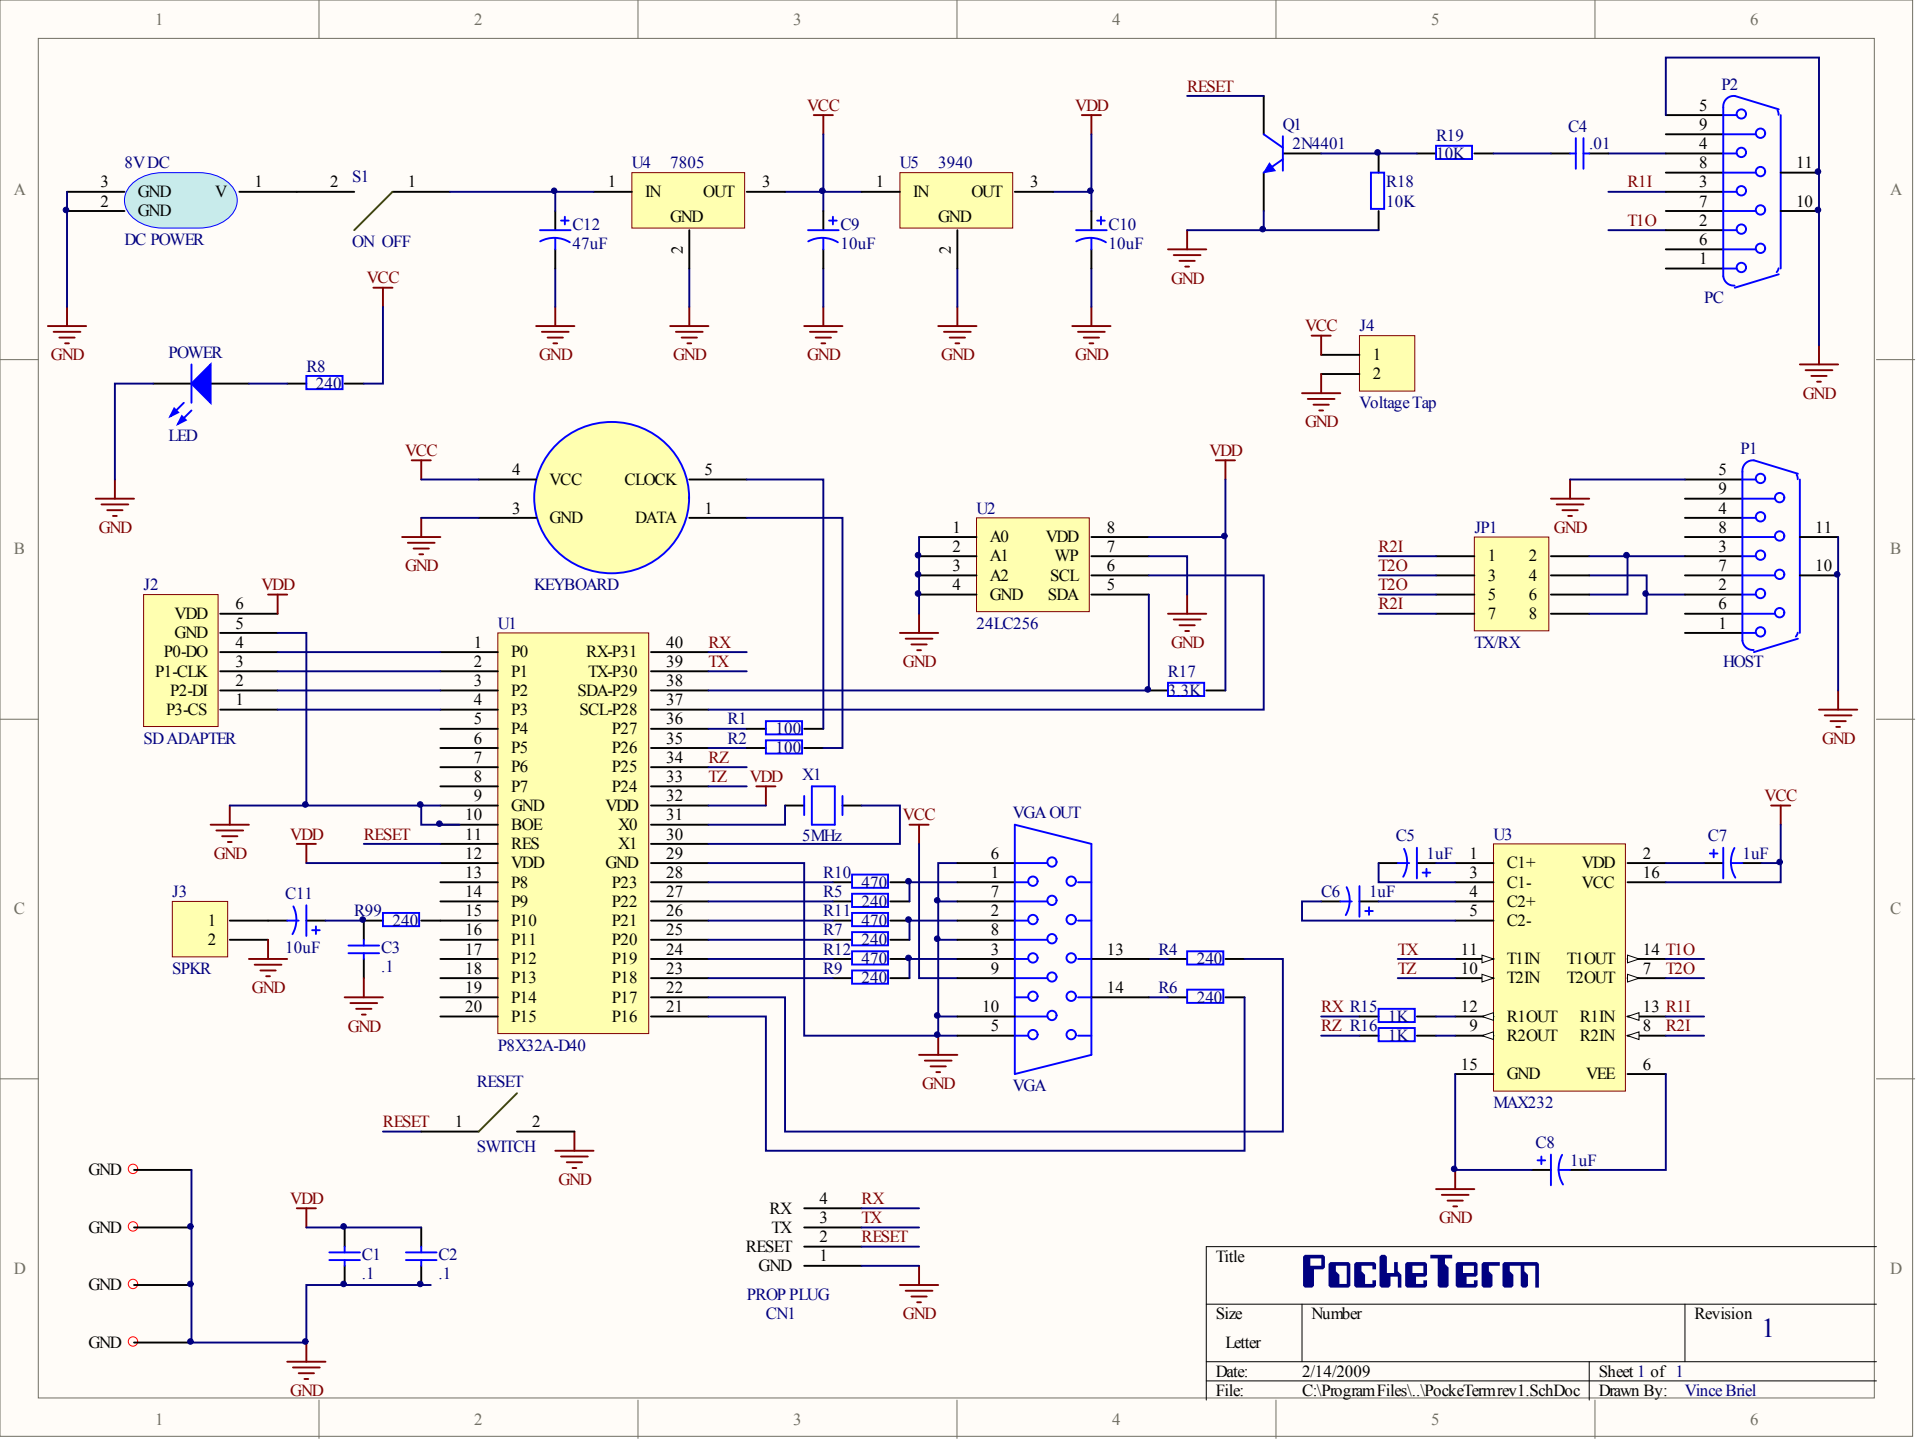 1 2 3 4 5 6
A A
B B
C C
D D
1 2 3 4 5 6
8VDC
3 GND V 1
2 GND
DC POWER
2 S1 1
ON OFF
C12
47uF
GND
GND
U4 7805
1 IN OUT 3
GND
2
GND
VCC
C9
10uF
GND
U5 3940
1 IN OUT 3
GND
2
GND
VDD
C10
10uF
GND
RESET
Q1
2N4401
R19
10K
C4
.01
R18
10K
GND
P2
5
9
4
8
R1I 3
7
T1O 2
6
1
11
10
PC
GND
VCC
POWER
R8
240
LED
GND
VCC J4
1
2
GND
Voltage Tap
VCC
4 VCC CLOCK 5
3 GND DATA 1
GND
KEYBOARD
VDD
U2
1 A0 VDD 8
2 A1 WP 7
3 A2 SCL 6
4 GND SDA 5
24LC256
GND
GND
R17
3.3K
P1
5
9
4
8
3
7
2
6
1
11
10
HOST
GND
GND
JP1
R2I 1 2
T2O 3 4
T2O 5 6
R2I 7 8
TX/RX
J2
VDD
VDD 6
GND 5
P0-DO 4
P1-CLK 3
P2-DI 2
P3-CS 1
SD ADAPTER
U1
1 P0 RX-P31 40 RX
2 P1 TX-P30 39 TX
3 P2 SDA-P29 38
4 P3 SCL-P28 37
5 P4 P27 36 R1 100
6 P5 P26 35 R2 100
7 P6 P25 34 RZ
8 P7 P24 33 TZ VDD
9 GND VDD 32
10 BOE X0 31
RESET 11 RES X1 30
12 VDD GND 29
13 P8 P23 28
14 P9 P22 27
15 P10 P21 26
16 P11 P20 25
17 P12 P19 24
18 P13 P18 23
19 P14 P17 22
20 P15 P16 21
P8X32A-D40
GND
VDD
X1
5MHz
VCC
R10 470
R5 240
R11 470
R7 240
R12 470
R9 240
VGA OUT
6
1
7
2
8
3
9
10
5
13
14
VGA
GND
R4
240
R6
240
J3
1
2
SPKR
GND
C11
10uF
R99
240
C3
.1
GND
VCC
C5 1uF
C6 1uF
C7 1uF
U3
1 C1+ VDD 2
3 C1- VCC 16
4 C2+
5 C2-
TX 11 T1IN T1OUT 14 T1O
TZ 10 T2IN T2OUT 7 T2O
RX R15 1K 12 R1OUT R1IN 13 R1I
RZ R16 1K 9 R2OUT R2IN 8 R2I
15 GND VEE 6
MAX232
C8
1uF
GND
RESET
RESET 1 2
SWITCH
GND
GND
GND
GND
GND
VDD
C1
.1
C2
.1
GND
RX 4 RX
TX 3 TX
RESET 2 RESET
GND 1
PROP PLUG
CN1
GND
Title PockeTerm
Size Number Revision
Letter 1
Date: 2/14/2009 Sheet 1 of 1
File: C:\Program Files\..\PockeTermrev1.SchDoc Drawn By: Vince Briel